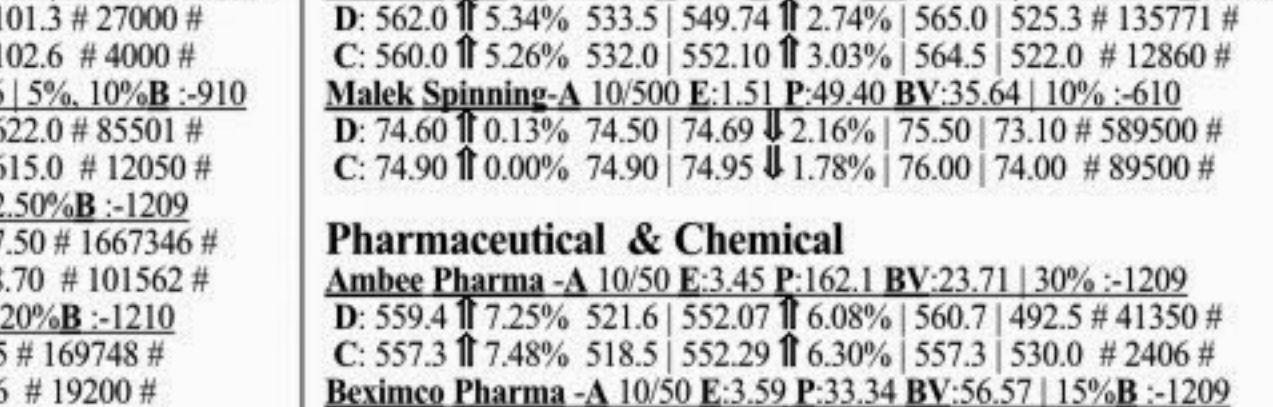 101.3 # 27000 #
102.6 # 4000 #
| 5%, 10%B :-910
622.0 # 85501 #
615.0 # 12050 #
2.50%B :-1209
7.50 # 1667346 #
.70 # 101562 #
20%B :-1210
# 169748 #
# 19200 #
D: 562.0 ⇑ 5.34% 533.5 | 549.74 ⇑ 2.74% | 565.0 | 525.3 # 135771 #
C: 560.0 ⇑ 5.26% 532.0 | 552.10 ⇑ 3.03% | 564.5 | 522.0 # 12860 #
Malek Spinning-A 10/500 E:1.51 P:49.40 BV:35.64 | 10% :-610
D: 74.60 ⇑ 0.13% 74.50 | 74.69 ⇓ 2.16% | 75.50 | 73.10 # 589500 #
C: 74.90 ⇑ 0.00% 74.90 | 74.95 ⇓ 1.78% | 76.00 | 74.00 # 89500 #
Pharmaceutical & Chemical
Ambee Pharma -A 10/50 E:3.45 P:162.1 BV:23.71 | 30% :-1209
D: 559.4 ⇑ 7.25% 521.6 | 552.07 ⇑ 6.08% | 560.7 | 492.5 # 41350 #
C: 557.3 ⇑ 7.48% 518.5 | 552.29 ⇑ 6.30% | 557.3 | 530.0 # 2406 #
Beximco Pharma -A 10/50 E:3.59 P:33.34 BV:56.57 | 15%B :-1209